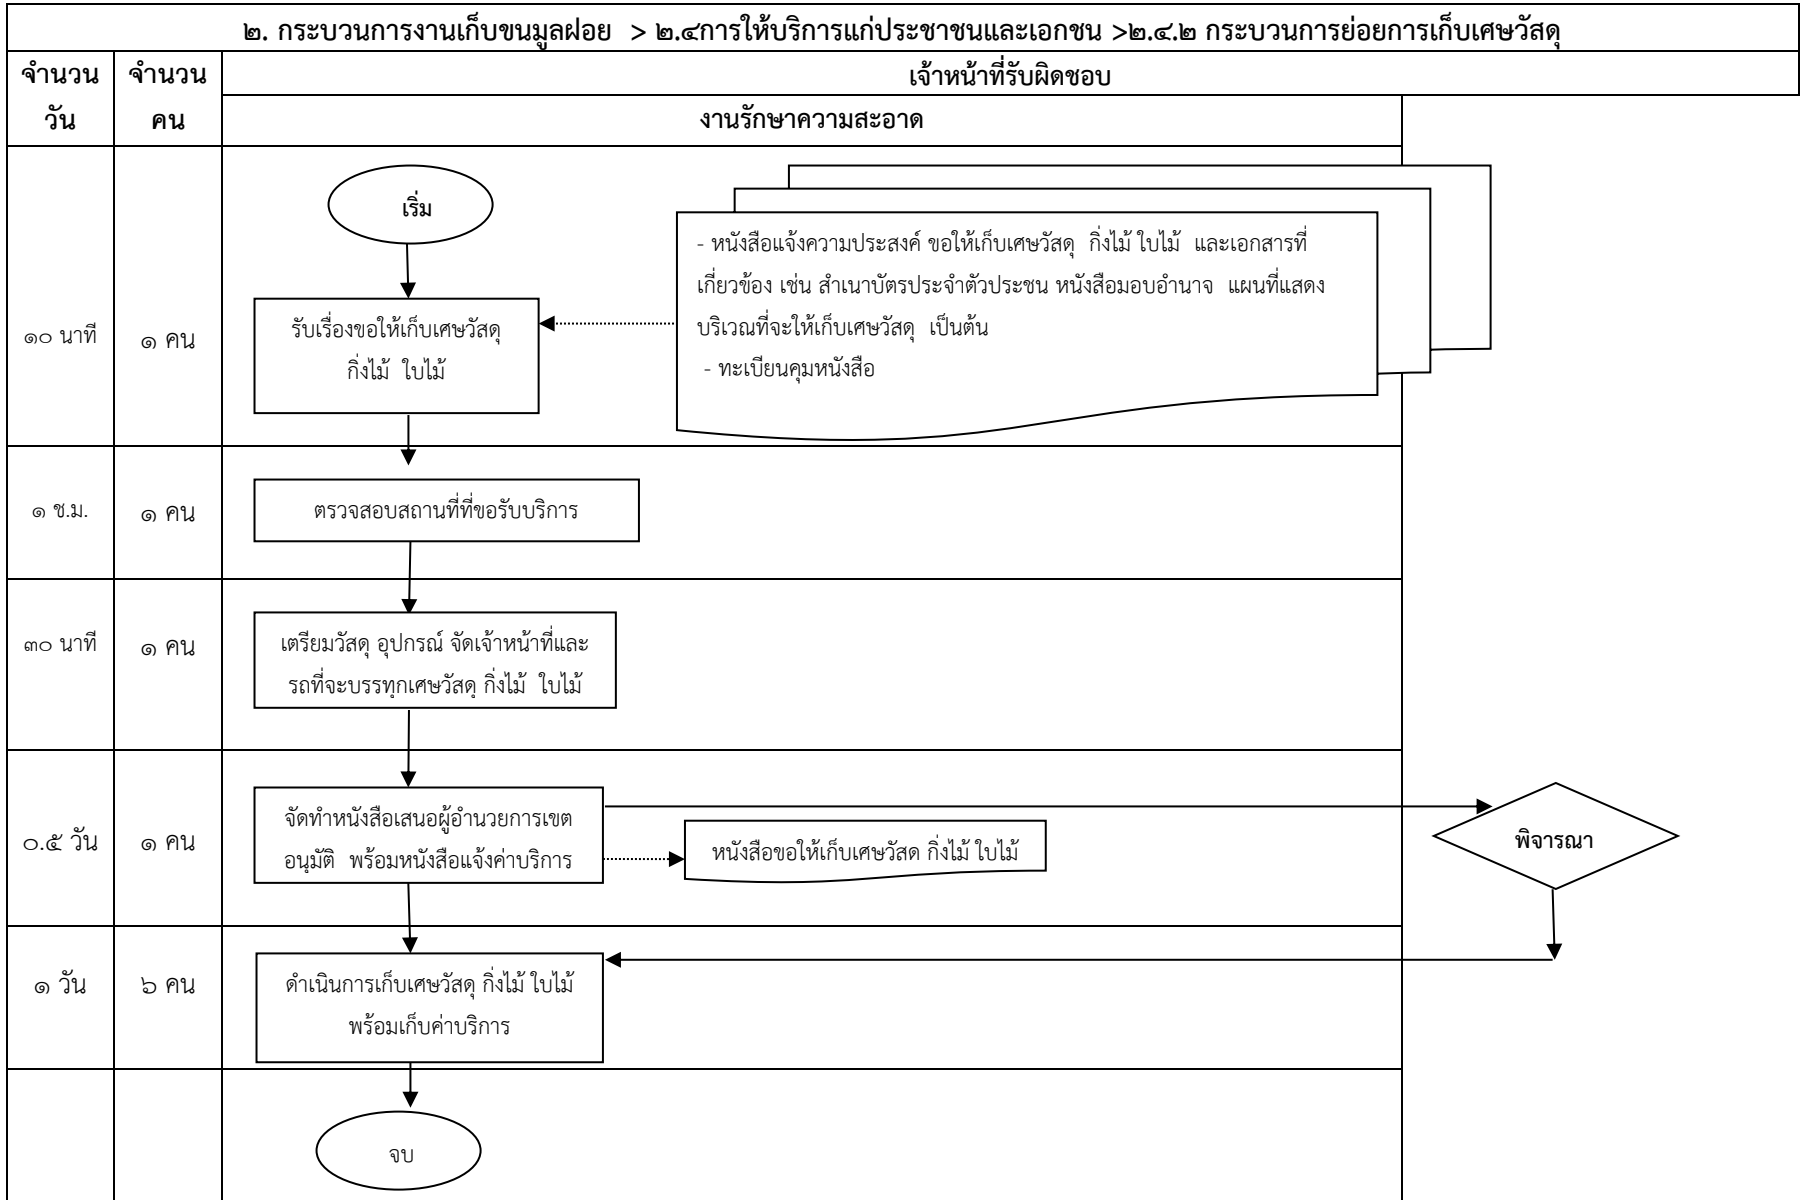 ๒. กระบวนการงานเก็บขนมูลฝอย > ๒.๔การให้บริการแก่ประชาชนและเอกชน >๒.๔.๒ กระบวนการย่อยการเก็บเศษวัสดุ
จำนวน
วัน
จำนวน
คน
เจ้าหน้าที่รับผิดชอบ
งานรักษาความสะอาด
๑๐ นาที
๑ คน
เริ่ม
รับเรื่องขอให้เก็บเศษวัสดุ
กิ่งไม้ ใบไม้
- หนังสือแจ้งความประสงค์ ขอให้เก็บเศษวัสดุ กิ่งไม้ ใบไม้ และเอกสารที่
เกี่ยวข้อง เช่น สำเนาบัตรประจำตัวประชน หนังสือมอบอำนาจ แผนที่แสดง
บริเวณที่จะให้เก็บเศษวัสดุ เป็นต้น
- ทะเบียนคุมหนังสือ
๑ ช.ม.
๑ คน
ตรวจสอบสถานที่ที่ขอรับบริการ
๓๐ นาที
๑ คน
เตรียมวัสดุ อุปกรณ์ จัดเจ้าหน้าที่และ
รถที่จะบรรทุกเศษวัสดุ กิ่งไม้ ใบไม้
๐.๕ วัน
๑ คน
จัดทำหนังสือเสนอผู้อำนวยการเขต
อนุมัติ พร้อมหนังสือแจ้งค่าบริการ
หนังสือขอให้เก็บเศษวัสด กิ่งไม้ ใบไม้
พิจารณา
๑ วัน
๖ คน
ดำเนินการเก็บเศษวัสดุ กิ่งไม้ ใบไม้
พร้อมเก็บค่าบริการ
จบ